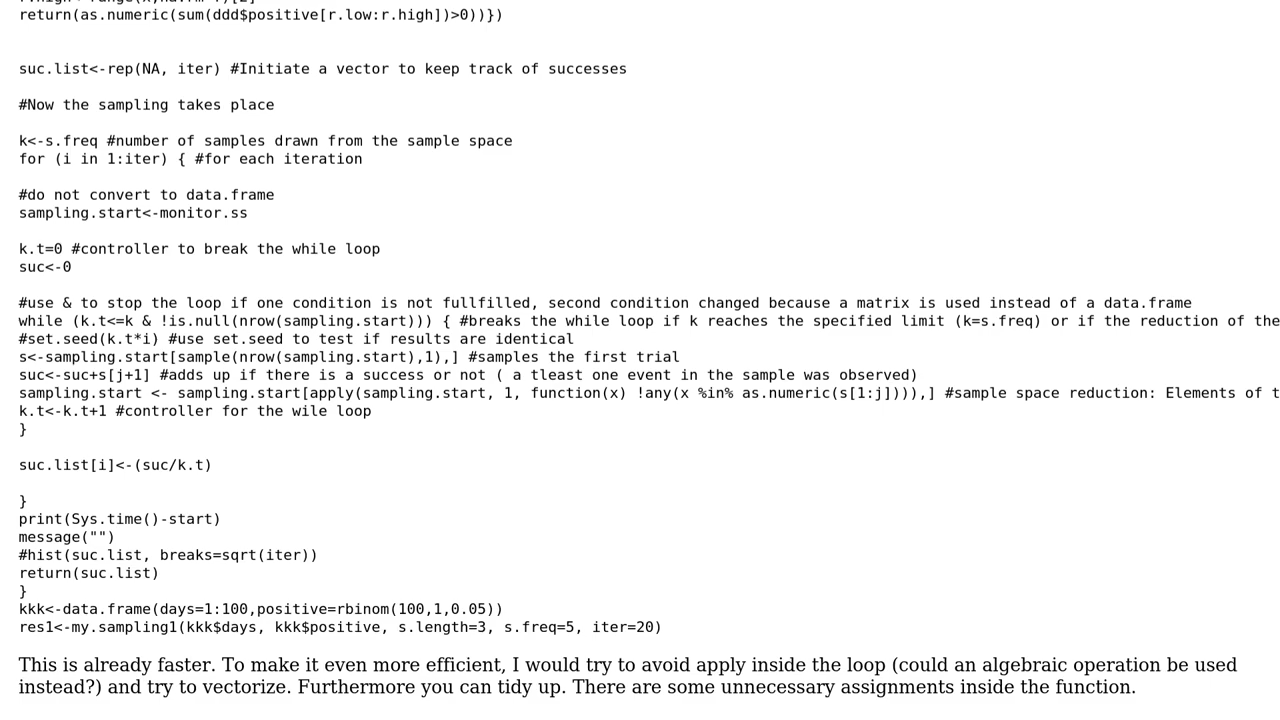 return(as.numeric(sum(ddd$positive[r.low:r.high])>0))})
suc.list<-rep(NA, iter) #Initiate a vector to keep track of successes
#Now the sampling takes place
k<-s.freq #number of samples drawn from the sample space
for (i in 1:iter) { #for each iteration
#do not convert to data.frame
sampling.start<-monitor.ss
k.t=0 #controller to break the while loop
suc<-0
#use & to stop the loop if one condition is not fullfilled, second condition changed because a matrix is used instead of a data.frame
while (k.t<=k & !is.null(nrow(sampling.start))) { #breaks the while loop if k reaches the specified limit (k=s.freq) or if the reduction of the
#set.seed(k.t*i) #use set.seed to test if results are identical
s<-sampling.start[sample(nrow(sampling.start),1),] #samples the first trial
suc<-suc+s[j+1] #adds up if there is a success or not ( a tleast one event in the sample was observed)
sampling.start <- sampling.start[apply(sampling.start, 1, function(x) !any(x %in% as.numeric(s[1:j]))),] #sample space reduction: Elements of t
k.t<-k.t+1 #controller for the wile loop
}
suc.list[i]<-(suc/k.t)
}
print(Sys.time()-start)
message("")
#hist(suc.list, breaks=sqrt(iter))
return(suc.list)
}
kkk<-data.frame(days=1:100,positive=rbinom(100,1,0.05))
res1<-my.sampling1(kkk$days, kkk$positive, s.length=3, s.freq=5, iter=20)
This is already faster. To make it even more efficient, I would try to avoid apply inside the loop (could an algebraic operation be used
instead?) and try to vectorize. Furthermore you can tidy up. There are some unnecessary assignments inside the function.